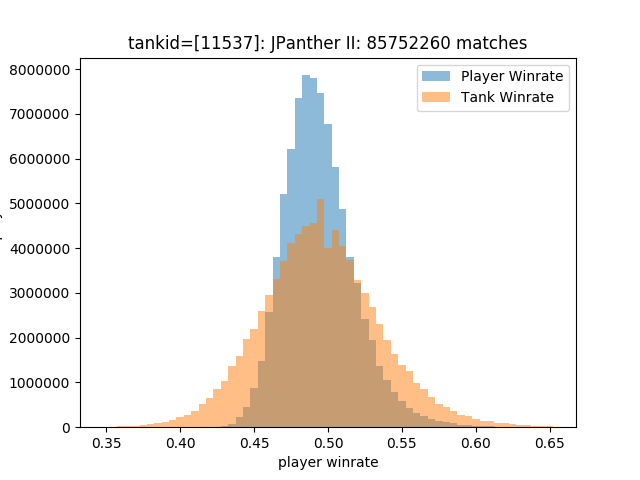 tankid=[11537]: JPanther II: 85752260 matches
Player Winrate
Tank Winrate
8000000
7000000
6000000
5000000
4000000
3000000
2000000
1000000
0
0.35 0.40 0.45 0.50 0.55 0.60 0.65
player winrate